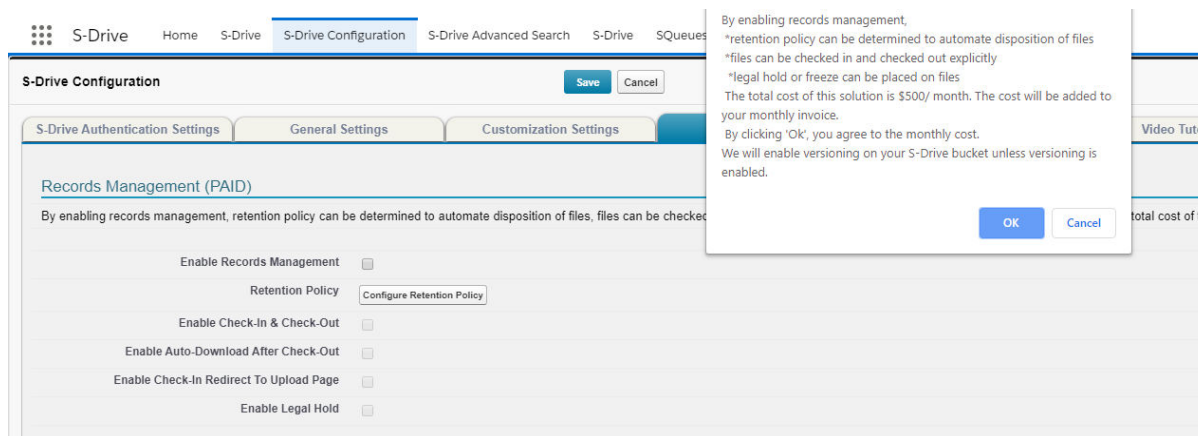 S-Drive Home S-Drive S-Drive Configuration S-Drive Advanced Search S-Drive SQueues
S-Drive Configuration Save Cancel
S-Drive Authentication Settings General Settings Customization Settings Video Tut
By enabling records management,
*retention policy can be determined to automate disposition of files
*files can be checked in and checked out explicitly
*legal hold or freeze can be placed on files
The total cost of this solution is $500/ month. The cost will be added to
your monthly invoice.
By clicking 'Ok', you agree to the monthly cost.
We will enable versioning on your S-Drive bucket unless versioning is
enabled.
OK Cancel
Records Management (PAID)
By enabling records management, retention policy can be determined to automate disposition of files, files can be checked total cost of
Enable Records Management
Retention Policy Configure Retention Policy
Enable Check-In & Check-Out
Enable Auto-Download After Check-Out
Enable Check-In Redirect To Upload Page
Enable Legal Hold